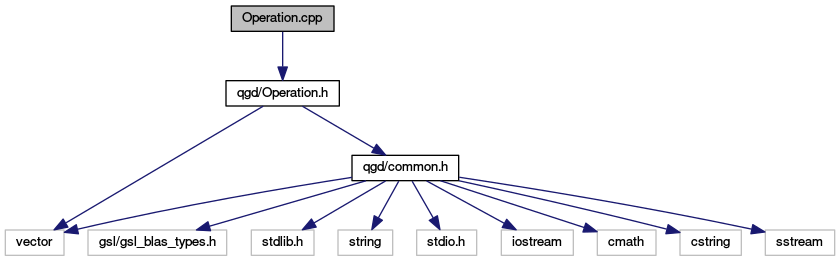 Operation.cpp
qgd/Operation.h
qgd/common.h
vector
gsl/gsl_blas_types.h
stdlib.h
string
stdio.h
iostream
cmath
cstring
sstream